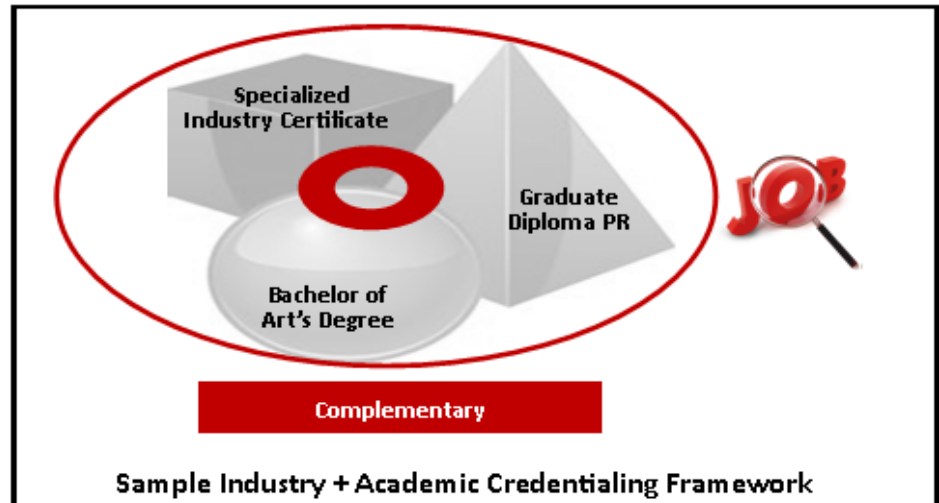 Specialized
Industry Certificate
Graduate
Diploma PR
JOB
Bachelor of
Art's Degree
Complementary
Sample Industry + Academic Credentialing Framework